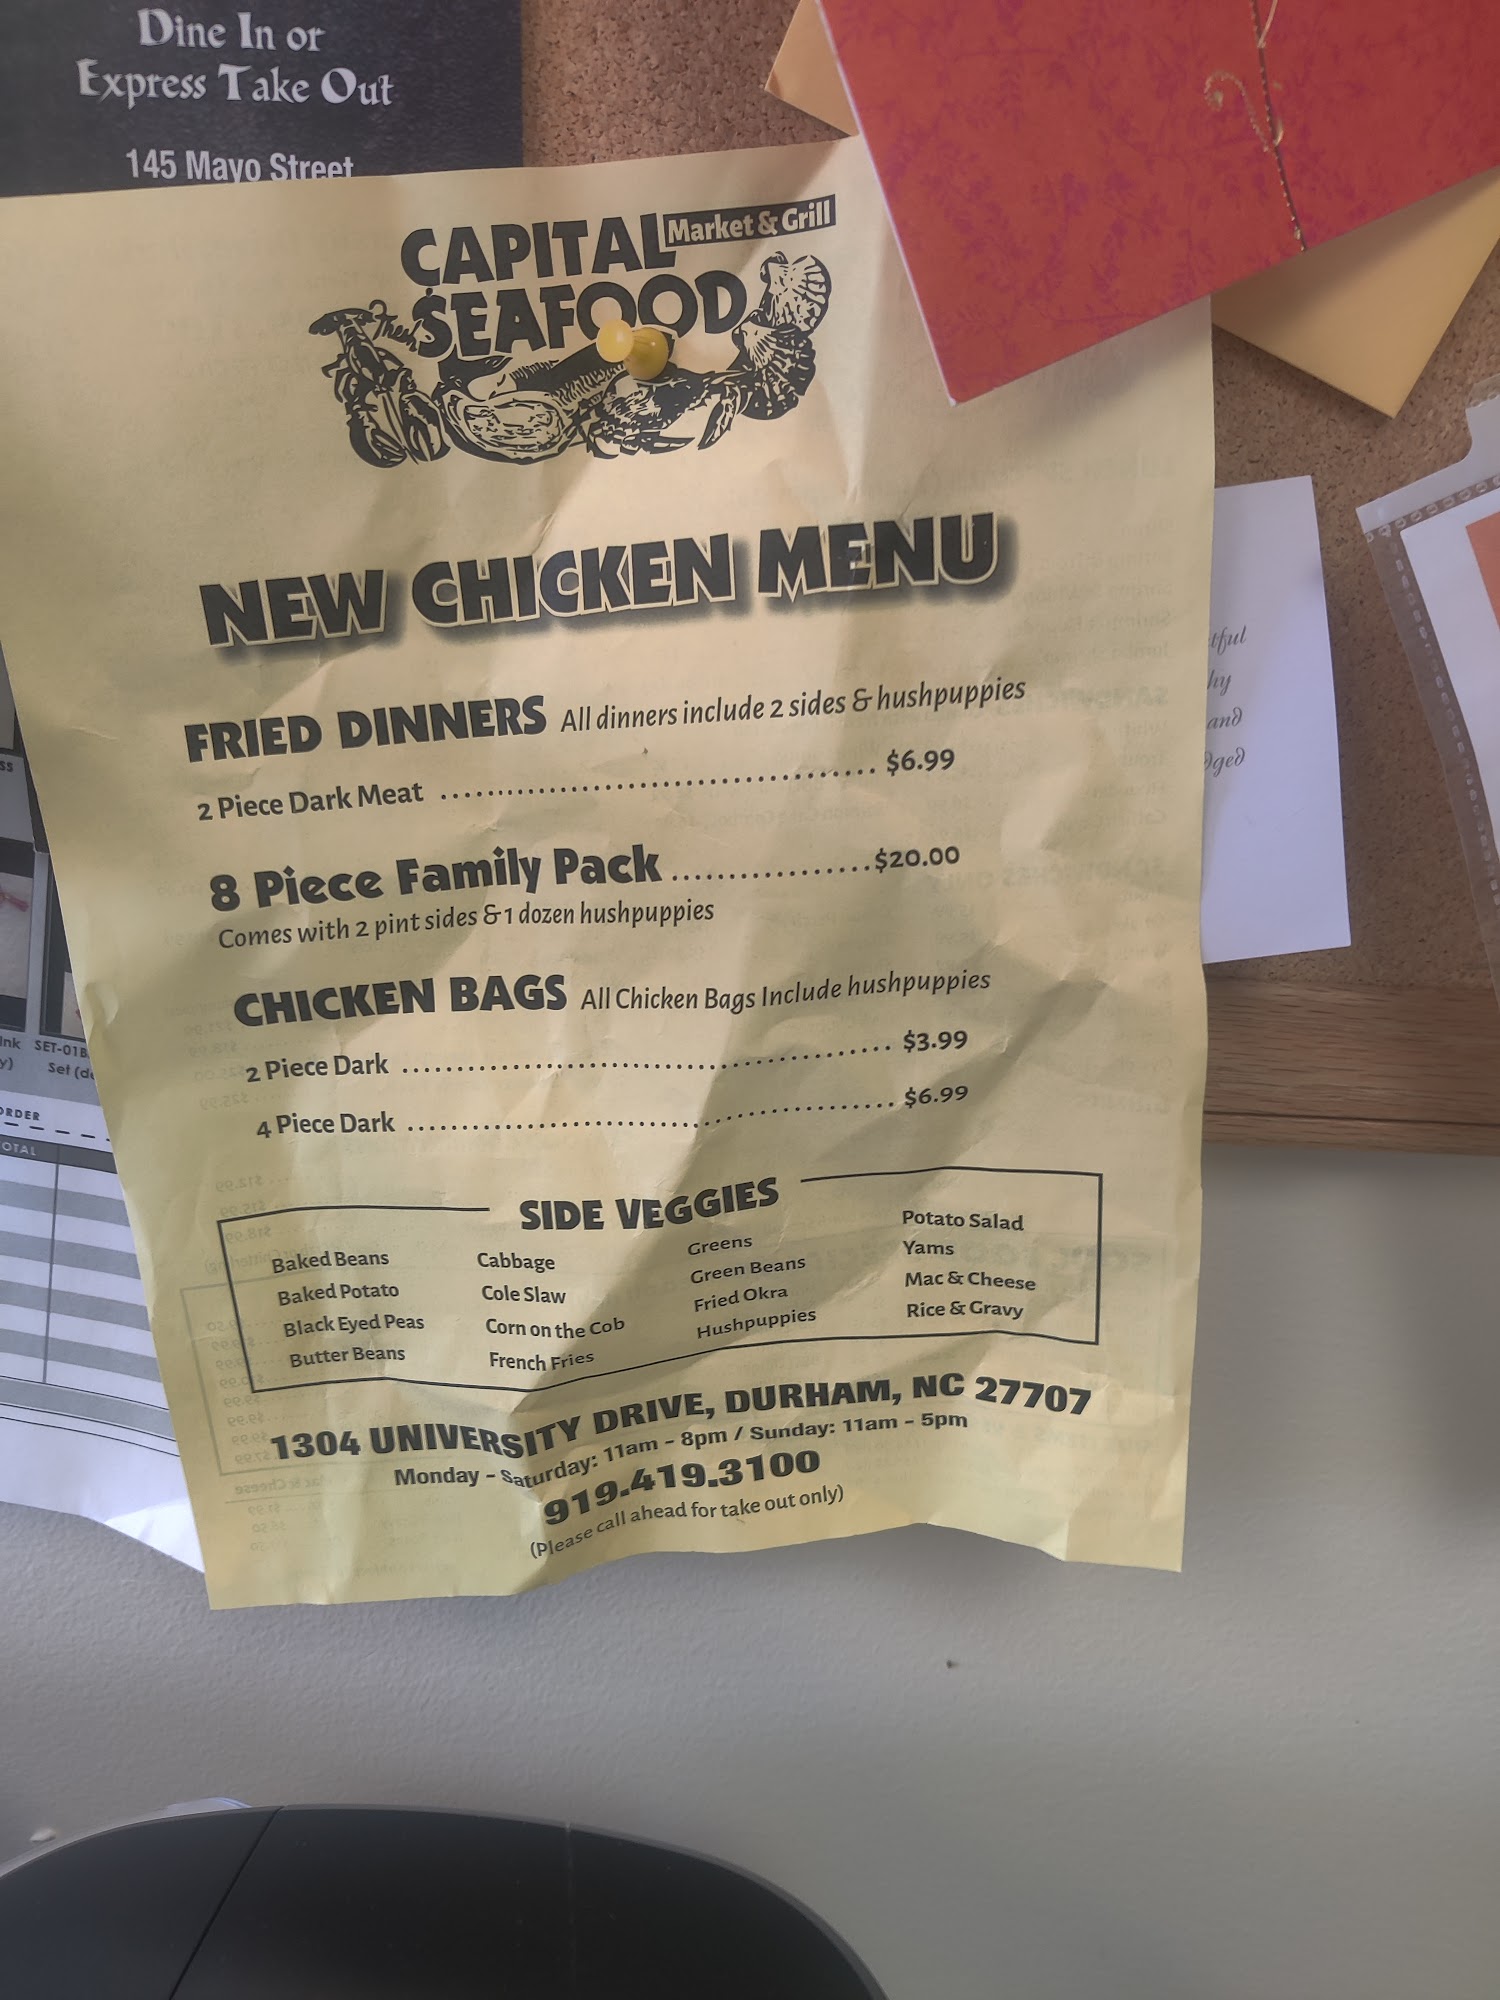 Dine In or
Express Take Out
145 Mayo Street
CAPITAL Market & Grill
SEAFOOD
NEW CHICKEN MENU
FRIED DINNERS All dinners include 2 sides & hushpuppies
2 Piece Dark Meat ........................................ $6.99
8 Piece Family Pack .................$20.00
Comes with 2 pint sides & 1 dozen hushpuppies
CHICKEN BAGS All Chicken Bags Include hushpuppies
2 Piece Dark ............................................. $3.99
4 Piece Dark ............................................. $6.99
SIDE VEGGIES
Baked Beans
Baked Potato
Black Eyed Peas
Butter Beans
Cabbage
Cole Slaw
Corn on the Cob
French Fries
Greens
Green Beans
Fried Okra
Hushpuppies
Potato Salad
Yams
Mac & Cheese
Rice & Gravy
1304 UNIVERSITY DRIVE, DURHAM, NC 27707
Monday - Saturday: 11am - 8pm / Sunday: 11am - 5pm
919.419.3100
(Please call ahead for take out only)
and
SET-01B